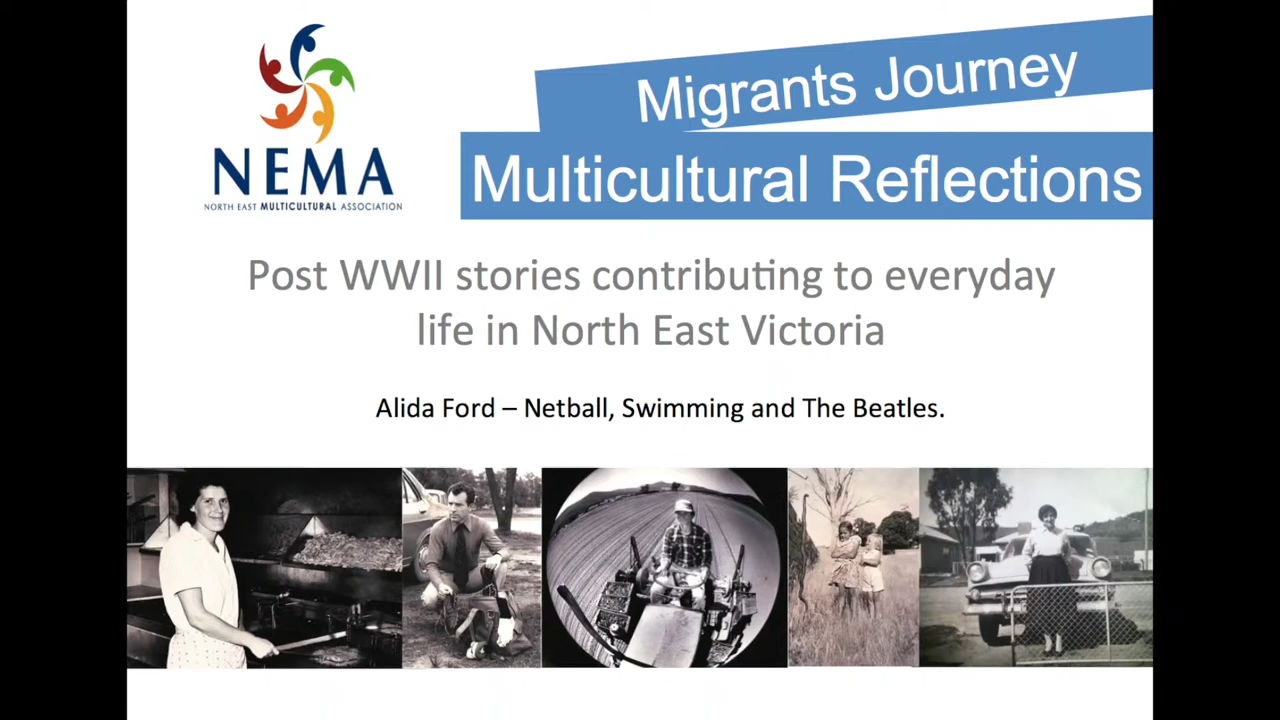 Migrants Journey
NEMA
NORTH EAST MULTICULTURAL ASSOCIATION
Multicultural Reflections
Post WWII stories contributing to everyday
life in North East Victoria
Alida Ford – Netball, Swimming and The Beatles.